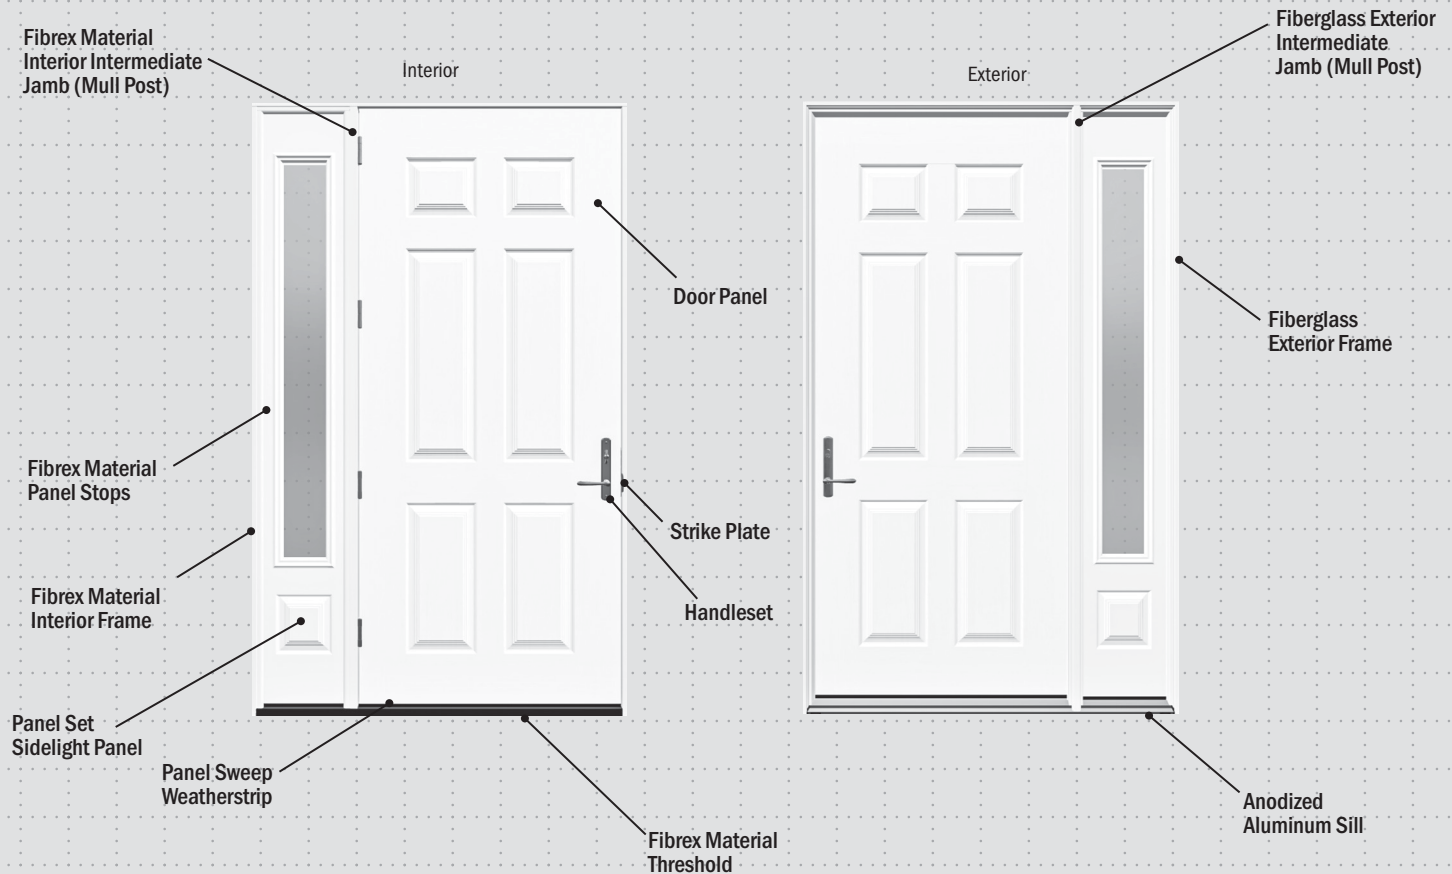 Fibrex Material
Interior Intermediate
Jamb (Mull Post)
Interior
Exterior
Fiberglass Exterior
Intermediate
Jamb (Mull Post)
Door Panel
Fiberglass
Exterior Frame
Fibrex Material
Panel Stops
Strike Plate
Fibrex Material
Interior Frame
Handleset
Panel Set
Sidelight Panel
Panel Sweep
Weatherstrip
Anodized
Aluminum Sill
Fibrex Material
Threshold